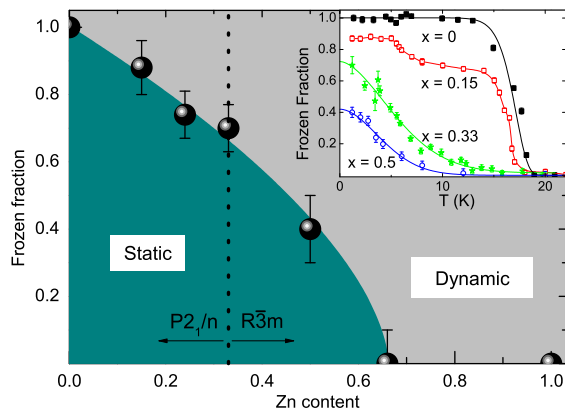 Frozen fraction
1.0
0.8
0.6
0.4
0.2
0.0
0.2
0.4
0.6
0.8
1.0
Zn content
Static
Dynamic
P2₁/n
R3̅m
Frozen Fraction
1.0
0.8
0.6
0.4
0.2
0
10
20
T (K)
x = 0
x = 0.15
x = 0.33
x = 0.5